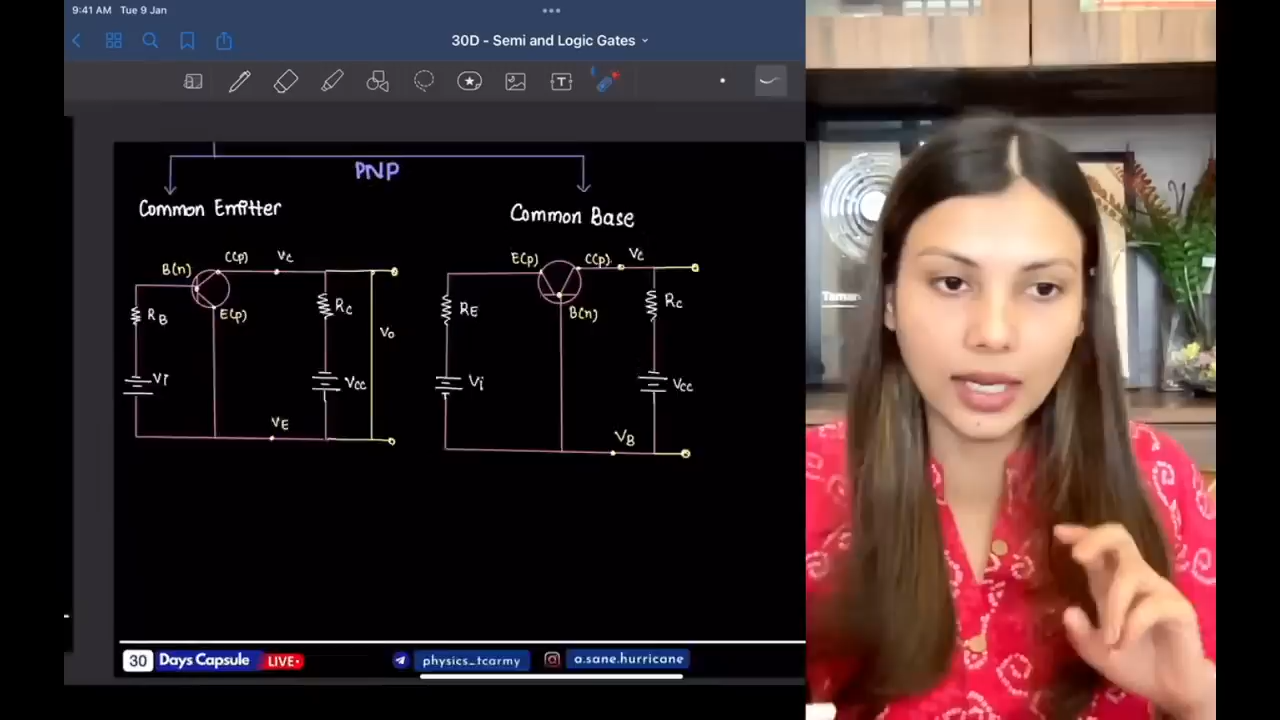 9:41 AM Tue 9 Jan
30D - Semi and Logic Gates
T
PNP
Common Emitter
Common Base
C(p)
Vc
E(p)
C(p)
Vc
B(n)
E(p)
RB
Rc
RE
B(n)
Rc
Vo
Vi
Vcc
Vi
Vcc
VE
VB
30 Days Capsule LIVE
physics_tcarmy
a.sane.hurricane